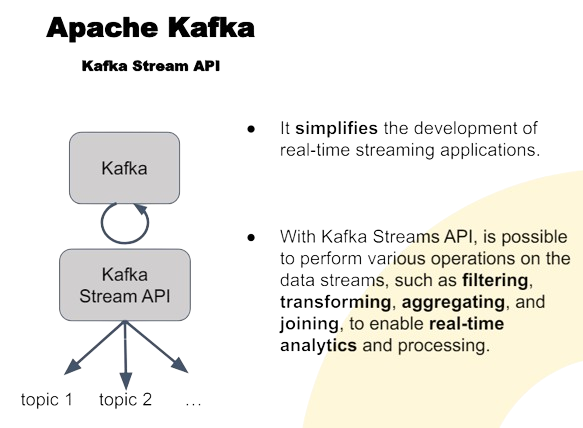 Apache Kafka
Kafka Stream API
Kafka
Kafka
Stream API
topic 1 topic 2 ...
● It simplifies the development of
real-time streaming applications.
● With Kafka Streams API, is possible
to perform various operations on the
data streams, such as filtering,
transforming, aggregating, and
joining, to enable real-time
analytics and processing.